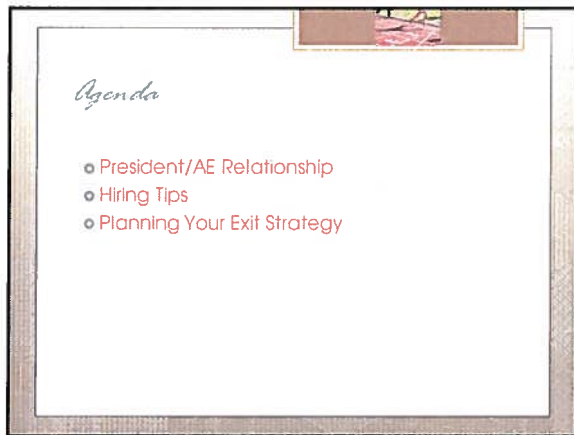 Agenda
President/AE Relationship
Hiring Tips
Planning Your Exit Strategy